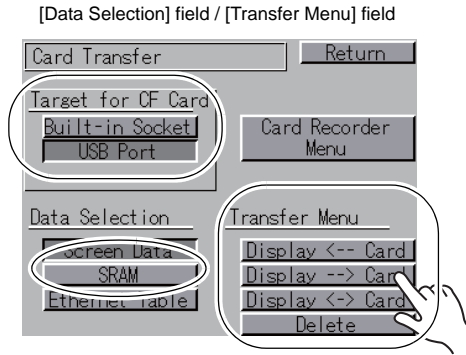 [Data Selection] field / [Transfer Menu] field
Card Transfer
Return
Target for CF Card
Built-in Socket
USB Port
Card Recorder
Menu
Data Selection
Screen Data
SRAM
Ethernet Table
Transfer Menu
Display <-- Card
Display --> Card
Display <-> Card
Delete